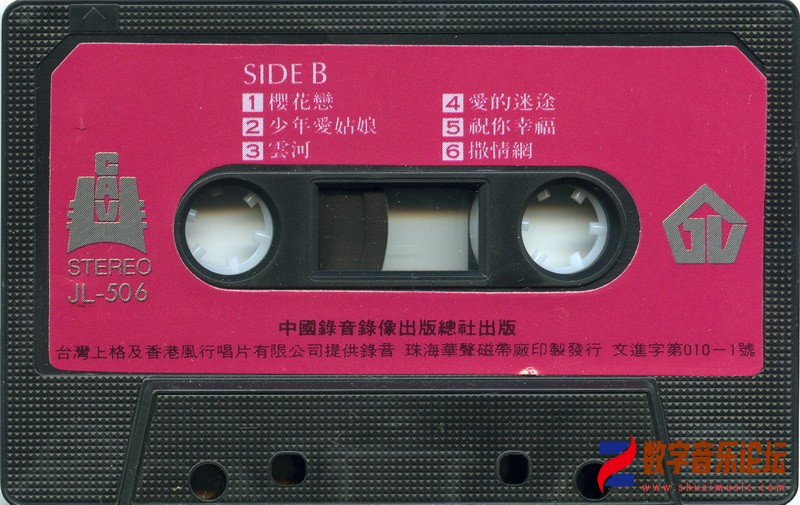 SIDE B
1 櫻花戀
2 少年愛姑娘
3 雲河
4 愛的迷途
5 祝你幸福
6 撒情網
CAV
STEREO
JL-506
中國錄音錄像出版總社出版
台灣上格及香港風行唱片有限公司提供錄音 珠海華聲磁帶廠印製發行 文進字第010-1號
数字音乐论坛
www.shuzimusic.com